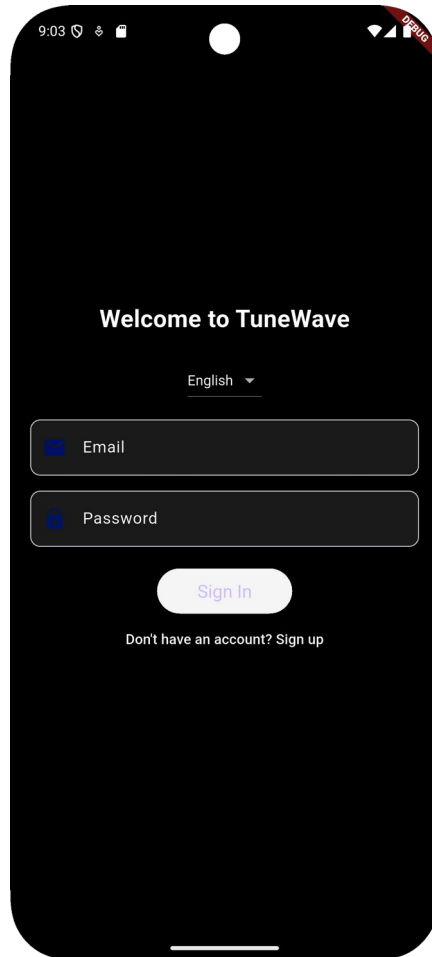 9:03
DEBUG
Welcome to TuneWave
English
Email
Password
Sign In
Don't have an account? Sign up